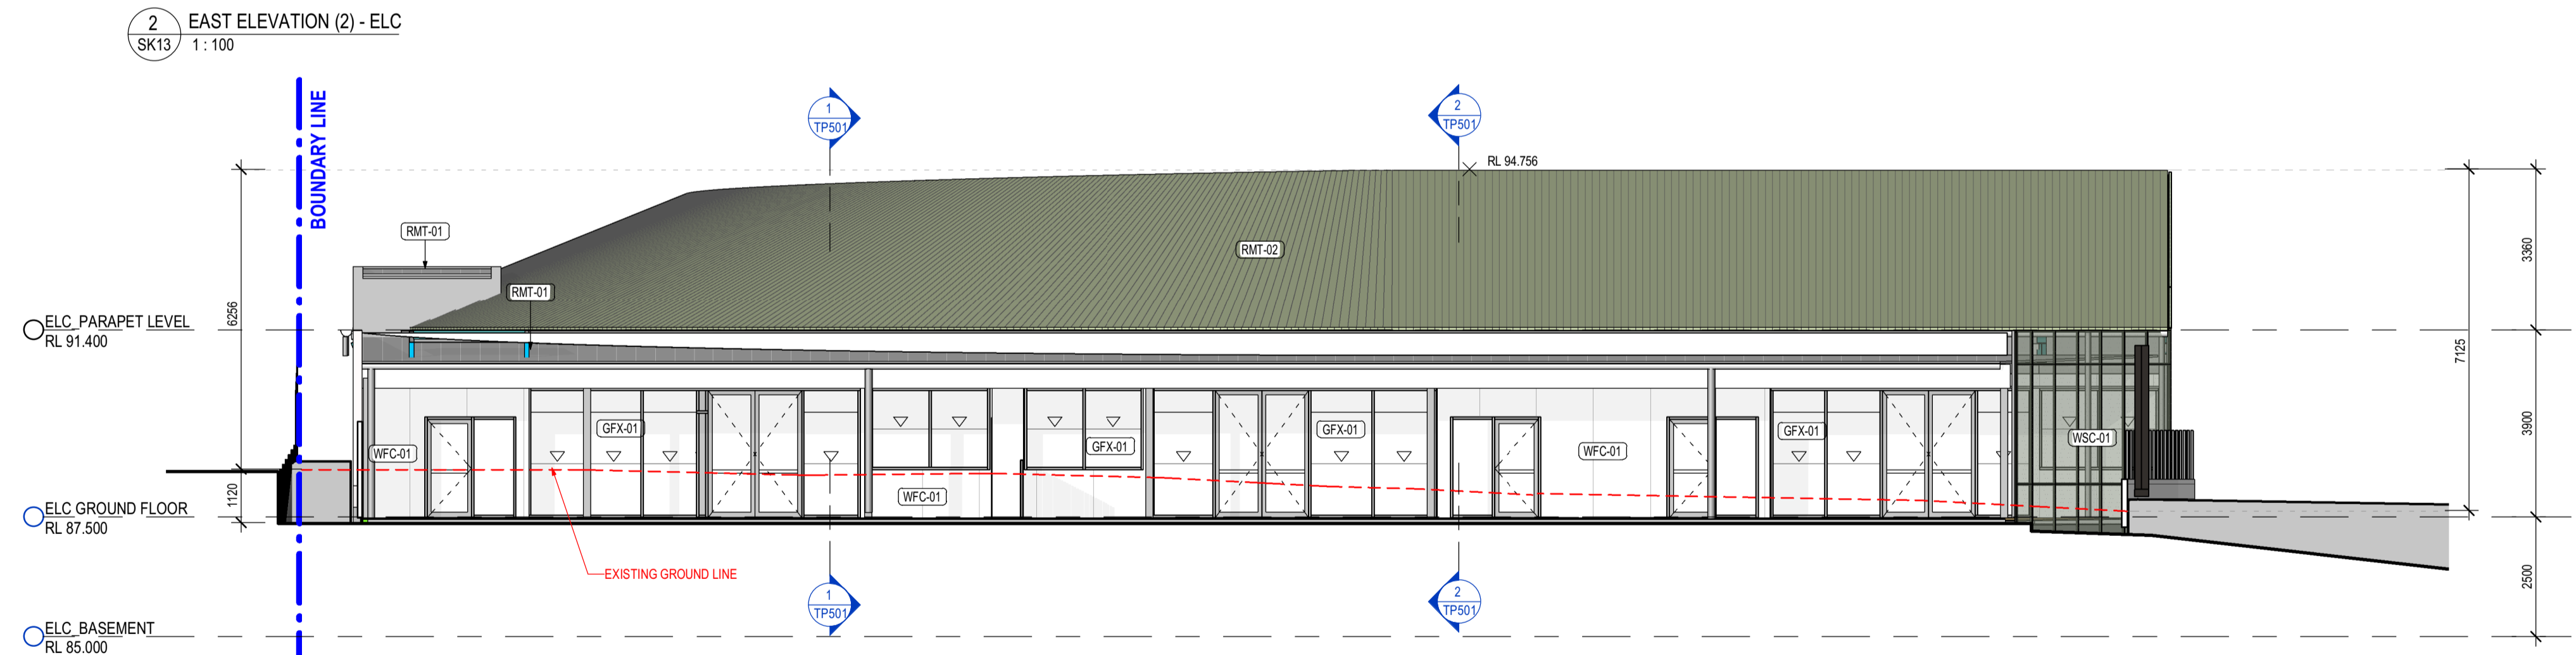 2
SK13
EAST ELEVATION (2) - ELC
1 : 100
BOUNDARY LINE
1
TP501
2
TP501
RL 94.756
RMT-01
RMT-02
RMT-01
6256
1120
3360
7125
3900
2500
ELC_PARAPET LEVEL
RL 91.400
WFC-01
GFX-01
WFC-01
GFX-01
GFX-01
WFC-01
GFX-01
WSC-01
ELC GROUND FLOOR
RL 87.500
EXISTING GROUND LINE
1
TP501
2
TP501
ELC_BASEMENT
RL 85.000